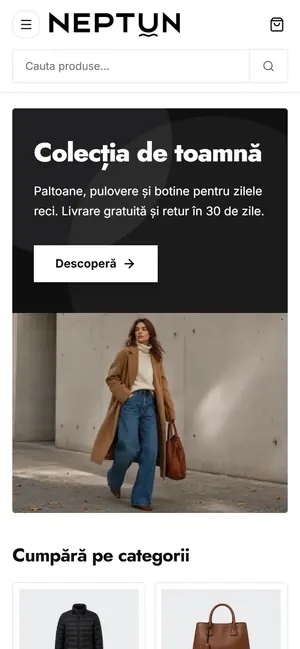 NEPTUN
Cauta produse...
Colecția de toamnă
Paltoane, pulovere și botine pentru zilele
reci. Livrare gratuită și retur în 30 de zile.
Descoperă
Cumpără pe categorii